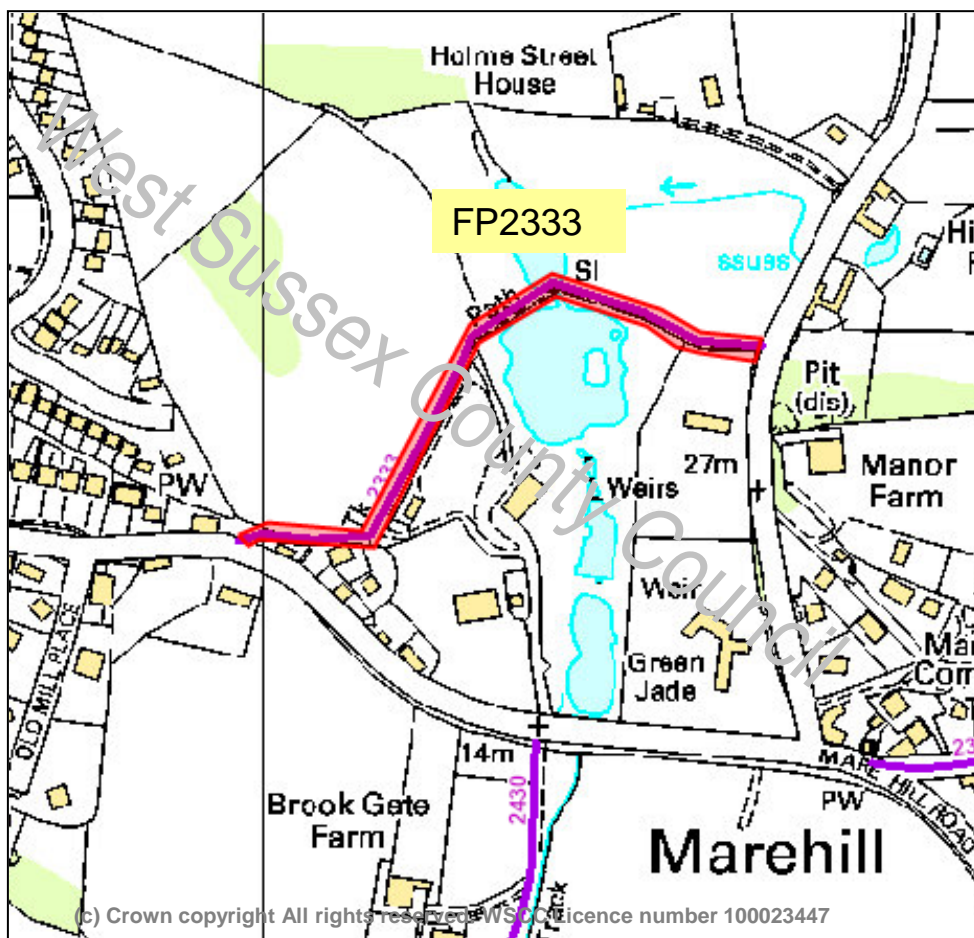 Holme Street
House
West Sussex County Council
FP2333
Sl
Path
Pit
(dis)
PW
2333
Tk
27m
Manor
Farm
Weirs
Weir
Green
Jade
OLD MILL PLACE
14m
2430
MARE HILL ROAD
PW
Brook Gate
Farm
Marehill
Track
(c) Crown copyright All rights reserved. WSCC Licence number 100023447